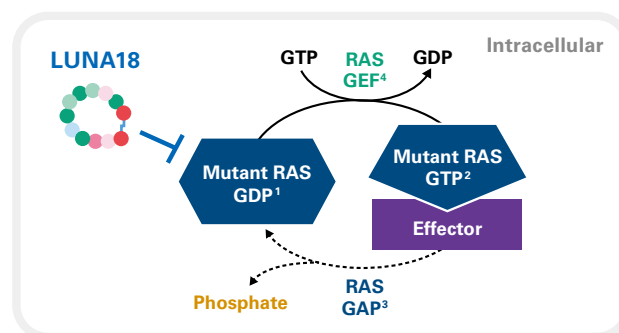 LUNA18
GTP
RAS
GEF⁴
GDP
Intracellular
Mutant RAS
GDP¹
Mutant RAS
GTP²
Effector
Phosphate
RAS
GAP³